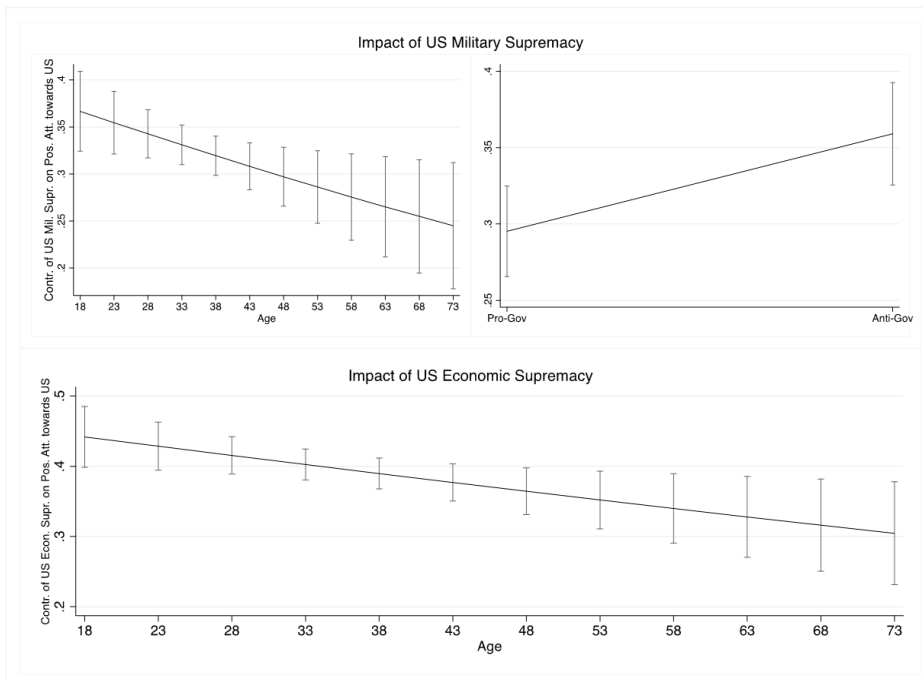 Impact of US Military Supremacy
Contr. of US Mil. Supr. on Pos. Att. towards US
.4
.35
.3
.25
.2
18 23 28 33 38 43 48 53 58 63 68 73
Age
.4
.35
.3
.25
Pro-Gov Anti-Gov
Impact of US Economic Supremacy
Contr. of US Econ. Supr. on Pos. Att. towards US
.5
.4
.3
.2
18 23 28 33 38 43 48 53 58 63 68 73
Age